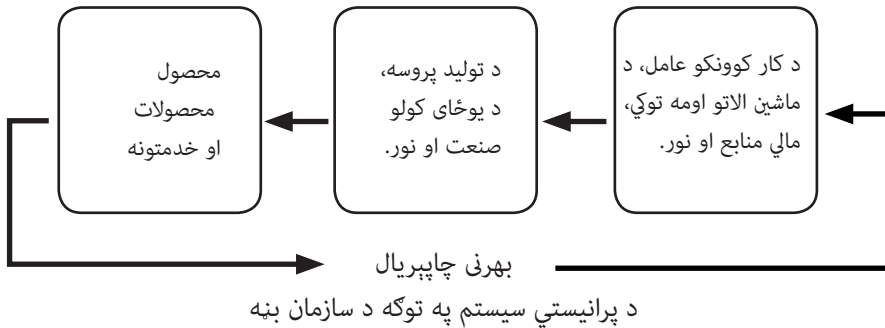 د کار کوونکو عامل، د
ماشین الاتو اومه توکي،
مالي منابع او نور.
د تولید پروسه،
د یوځای کولو
صنعت او نور.
محصول
محصولات
او خدمتونه
بهرنی چاپېریال
د پرانیستي سیستم په توګه د سازمان بڼه